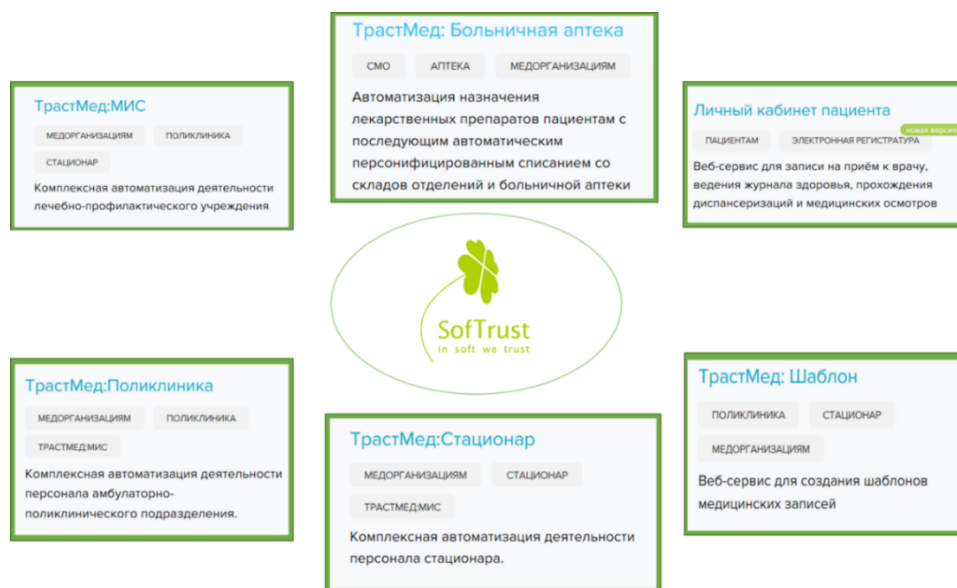 ТрастМед: Больничная аптека
СМО АПТЕКА МЕДОРГАНИЗАЦИЯМ
Автоматизация назначения
лекарственных препаратов пациентам с
последующим автоматическим
персонифицированным списанием со
складов отделений и больничной аптеки
ТрастМед:МИС
МЕДОРГАНИЗАЦИЯМ ПОЛИКЛИНИКА
СТАЦИОНАР
Комплексная автоматизация деятельности
лечебно-профилактического учреждения
Личный кабинет пациента
новая версия
ПАЦИЕНТАМ ЭЛЕКТРОННАЯ РЕГИСТРАТУРА
Веб-сервис для записи на приём к врачу,
ведения журнала здоровья, прохождения
диспансеризаций и медицинских осмотров
SofTrust
in soft we trust
ТрастМед:Поликлиника
МЕДОРГАНИЗАЦИЯМ ПОЛИКЛИНИКА
ТРАСТМЕД:МИС
Комплексная автоматизация деятельности
персонала амбулаторно-
поликлинического подразделения.
ТрастМед:Стационар
МЕДОРГАНИЗАЦИЯМ СТАЦИОНАР
ТРАСТМЕД:МИС
Комплексная автоматизация деятельности
персонала стационара.
ТрастМед: Шаблон
ПОЛИКЛИНИКА СТАЦИОНАР
МЕДОРГАНИЗАЦИЯМ
Веб-сервис для создания шаблонов
медицинских записей